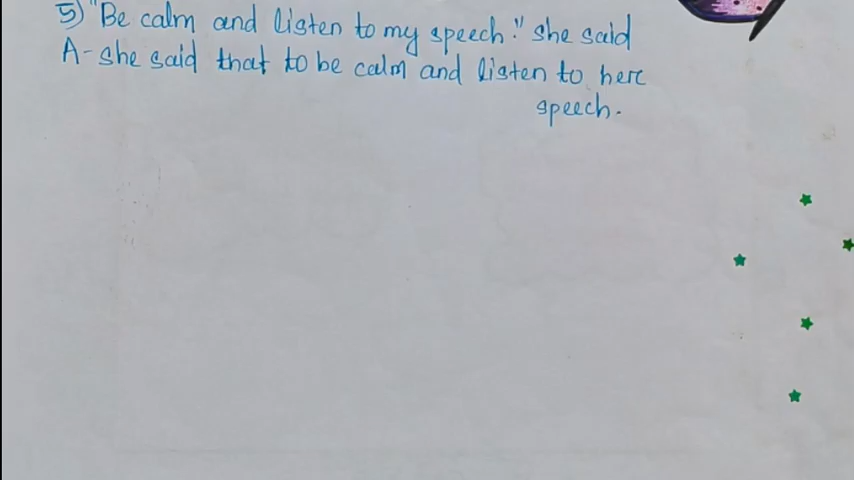 5) "Be calm and listen to my speech." she said
A- she said that to be calm and listen to here
speech.